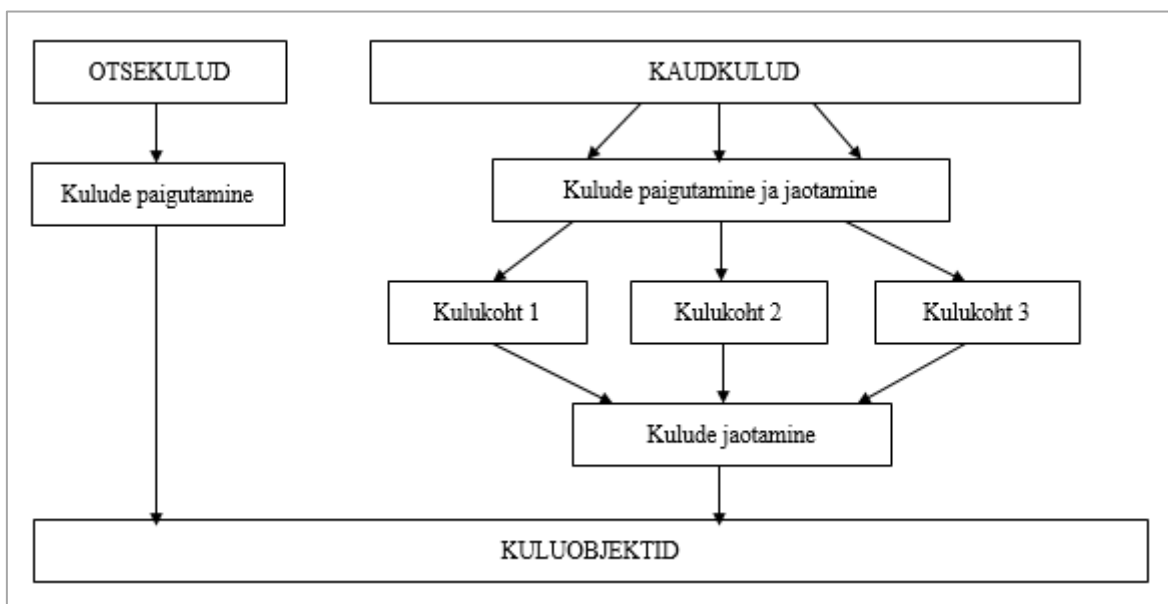 OTSEKULUD
KAUDKULUD
Kulude paigutamine
Kulude paigutamine ja jaotamine
Kulukoht 1
Kulukoht 2
Kulukoht 3
Kulude jaotamine
KULUOBJEKTID